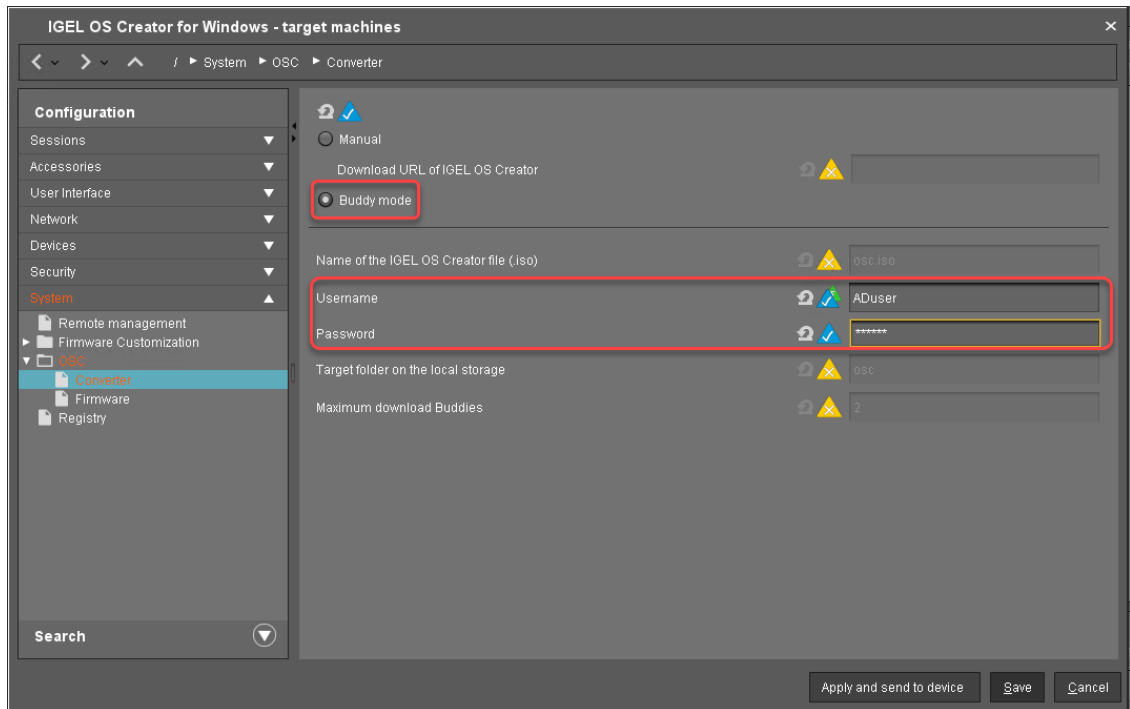 IGEL OS Creator for Windows - target machines
/ System OSC Converter
Configuration
Sessions
Accessories
User Interface
Network
Devices
Security
System
Remote management
Firmware Customization
OSC
Converter
Firmware
Registry
Search
Manual
Download URL of IGEL OS Creator
Buddy mode
Name of the IGEL OS Creator file (.iso) osc.iso
Username ADuser
Password ******
Target folder on the local storage osc
Maximum download Buddies 2
Apply and send to device Save Cancel